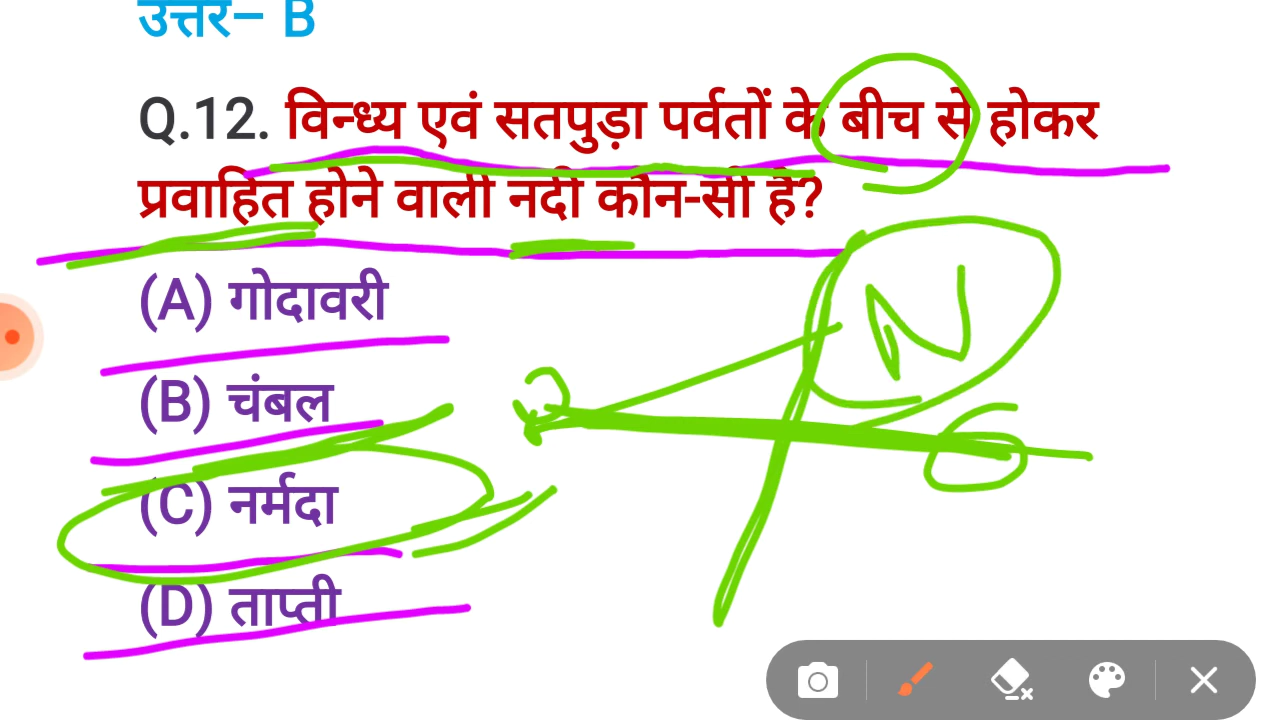 उत्तर– B
Q.12. विन्ध्य एवं सतपुड़ा पर्वतों के बीच से होकर
प्रवाहित होने वाली नदी कौन-सी है?
(A) गोदावरी
(B) चंबल
(C) नर्मदा
(D) ताप्ती
N